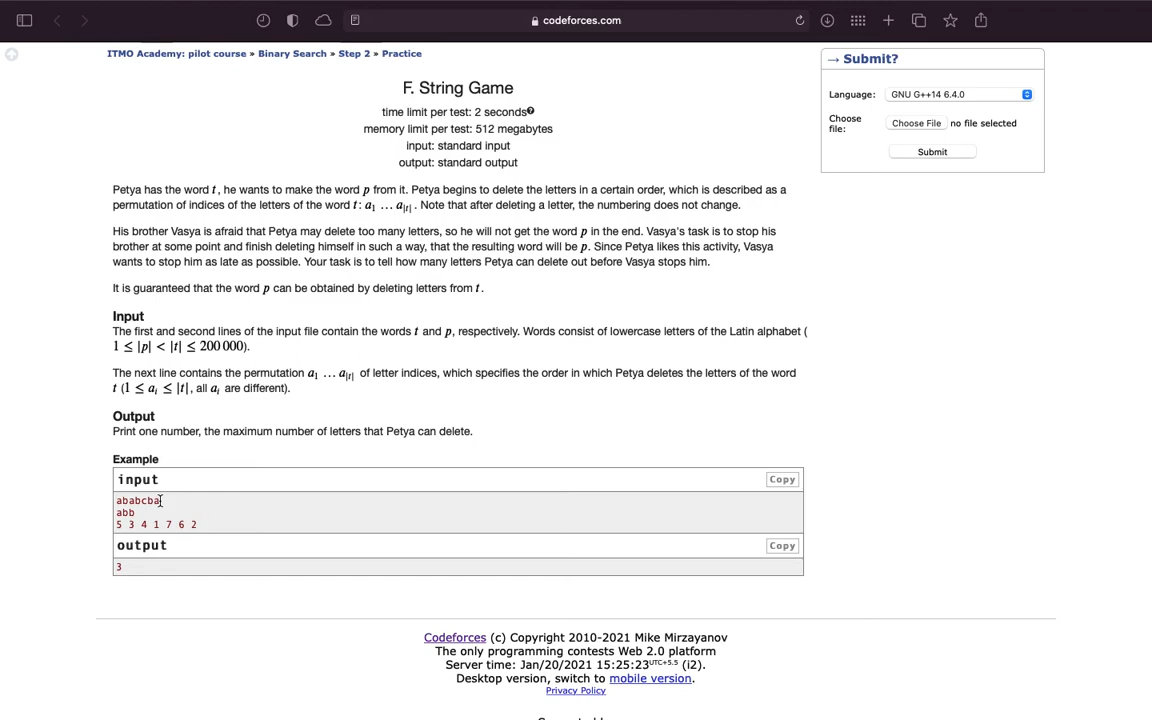 codeforces.com
ITMO Academy: pilot course » Binary Search » Step 2 » Practice
→ Submit?
Language: GNU G++14 6.4.0
Choose file: Choose File no file selected
Submit
F. String Game
time limit per test: 2 seconds
memory limit per test: 512 megabytes
input: standard input
output: standard output
Petya has the word t, he wants to make the word p from it. Petya begins to delete the letters in a certain order, which is described as a
permutation of indices of the letters of the word t: a1 ... a|t|. Note that after deleting a letter, the numbering does not change.
His brother Vasya is afraid that Petya may delete too many letters, so he will not get the word p in the end. Vasya's task is to stop his
brother at some point and finish deleting himself in such a way, that the resulting word will be p. Since Petya likes this activity, Vasya
wants to stop him as late as possible. Your task is to tell how many letters Petya can delete out before Vasya stops him.
It is guaranteed that the word p can be obtained by deleting letters from t.
Input
The first and second lines of the input file contain the words t and p, respectively. Words consist of lowercase letters of the Latin alphabet (
1 ≤ |p| < |t| ≤ 200 000).
The next line contains the permutation a1 ... a|t| of letter indices, which specifies the order in which Petya deletes the letters of the word
t (1 ≤ ai ≤ |t|, all ai are different).
Output
Print one number, the maximum number of letters that Petya can delete.
Example
input Copy
ababcba
abb
5 3 4 1 7 6 2
output Copy
3
Codeforces (c) Copyright 2010-2021 Mike Mirzayanov
The only programming contests Web 2.0 platform
Server time: Jan/20/2021 15:25:23UTC+5.5 (i2).
Desktop version, switch to mobile version.
Privacy Policy